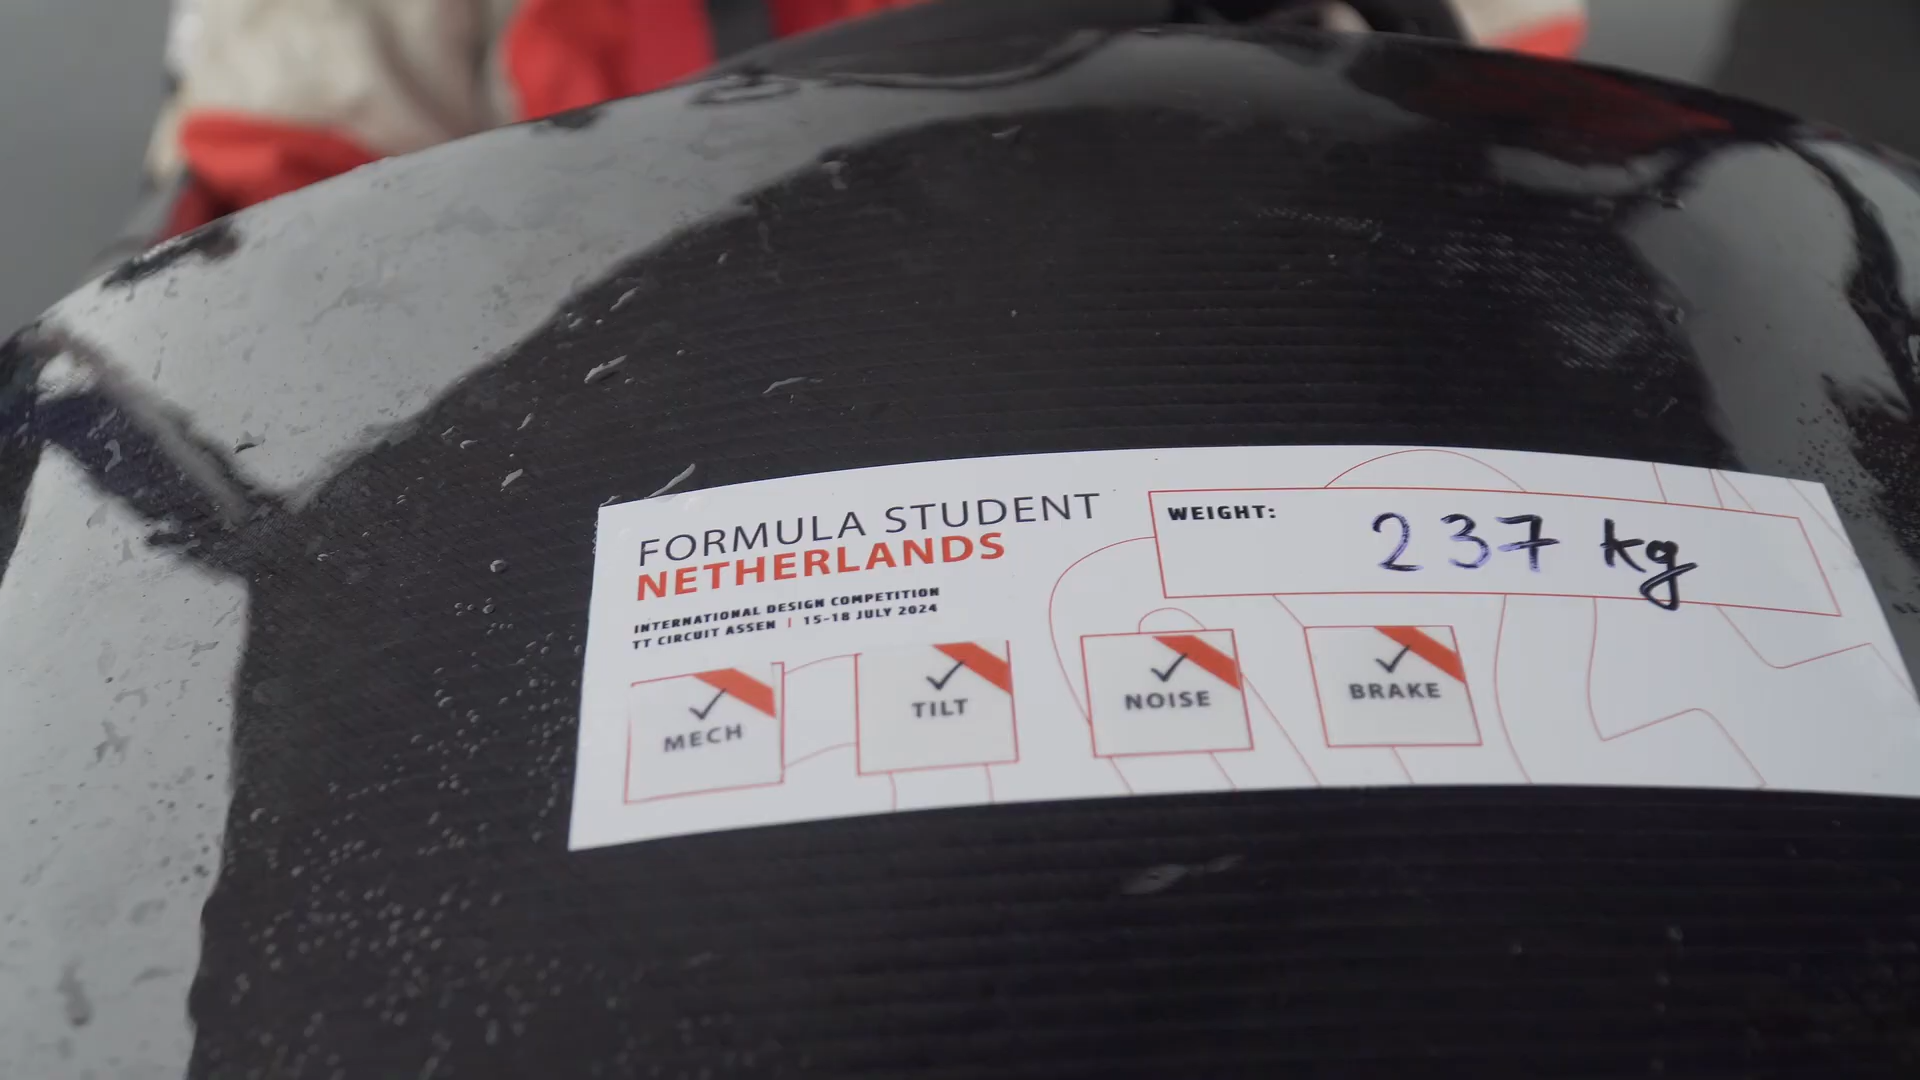 FORMULA STUDENT
NETHERLANDS
INTERNATIONAL DESIGN COMPETITION
TT CIRCUIT ASSEN | 15-18 JULY 2024
WEIGHT: 237 kg
MECH
TILT
NOISE
BRAKE